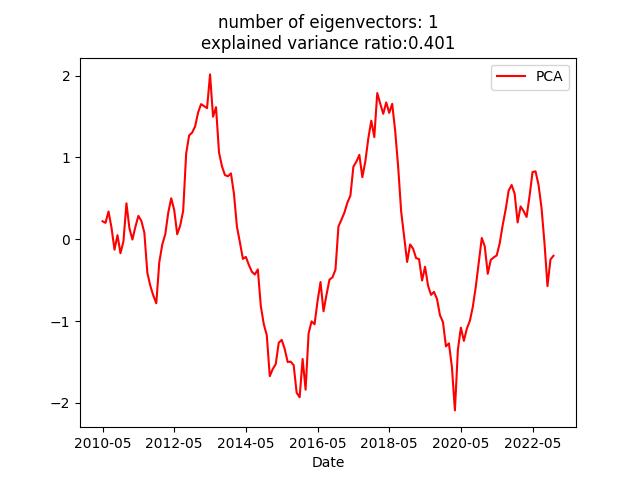 number of eigenvectors: 1
explained variance ratio:0.401
PCA
2
1
0
−1
−2
2010-05 2012-05 2014-05 2016-05 2018-05 2020-05 2022-05
Date